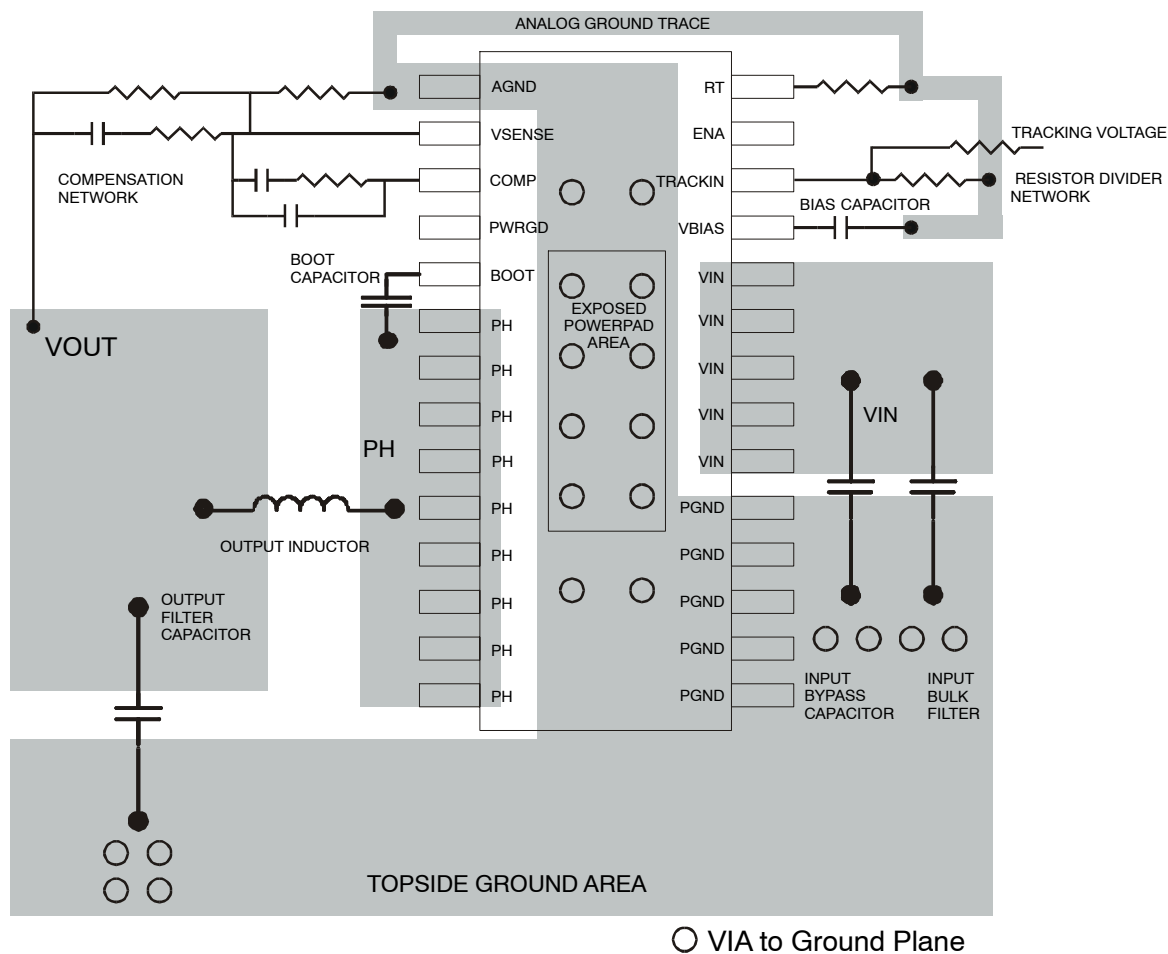 ANALOG GROUND TRACE
AGND
RT
VSENSE
ENA
TRACKING VOLTAGE
COMPENSATION
NETWORK
COMP
TRACKIN
RESISTOR DIVIDER
NETWORK
BIAS CAPACITOR
PWRGD
VBIAS
BOOT
CAPACITOR
BOOT
VIN
EXPOSED
POWERPAD
AREA
PH
VIN
VOUT
PH
VIN
PH
VIN
VIN
PH
PH
VIN
PH
PGND
OUTPUT INDUCTOR
PH
PGND
OUTPUT
FILTER
CAPACITOR
PH
PGND
PH
PGND
INPUT
BYPASS
CAPACITOR
INPUT
BULK
FILTER
PH
PGND
TOPSIDE GROUND AREA
VIA to Ground Plane